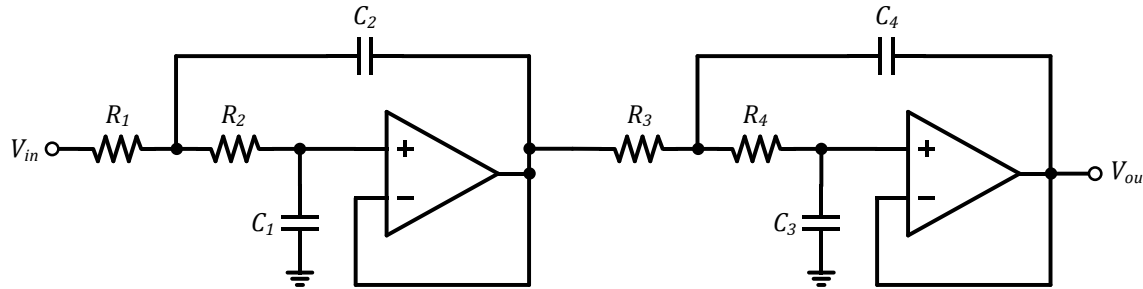 C2
C4
R1
R2
R3
R4
Vin
+
+
−
−
Vou
C1
C3